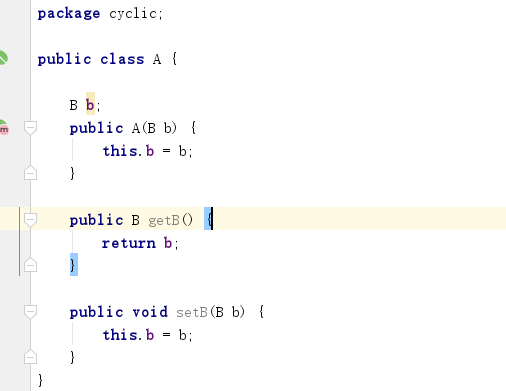 package cyclic;
public class A {
B b;
public A(B b) {
this.b = b;
}
public B getB() {
return b;
}
public void setB(B b) {
this.b = b;
}
}